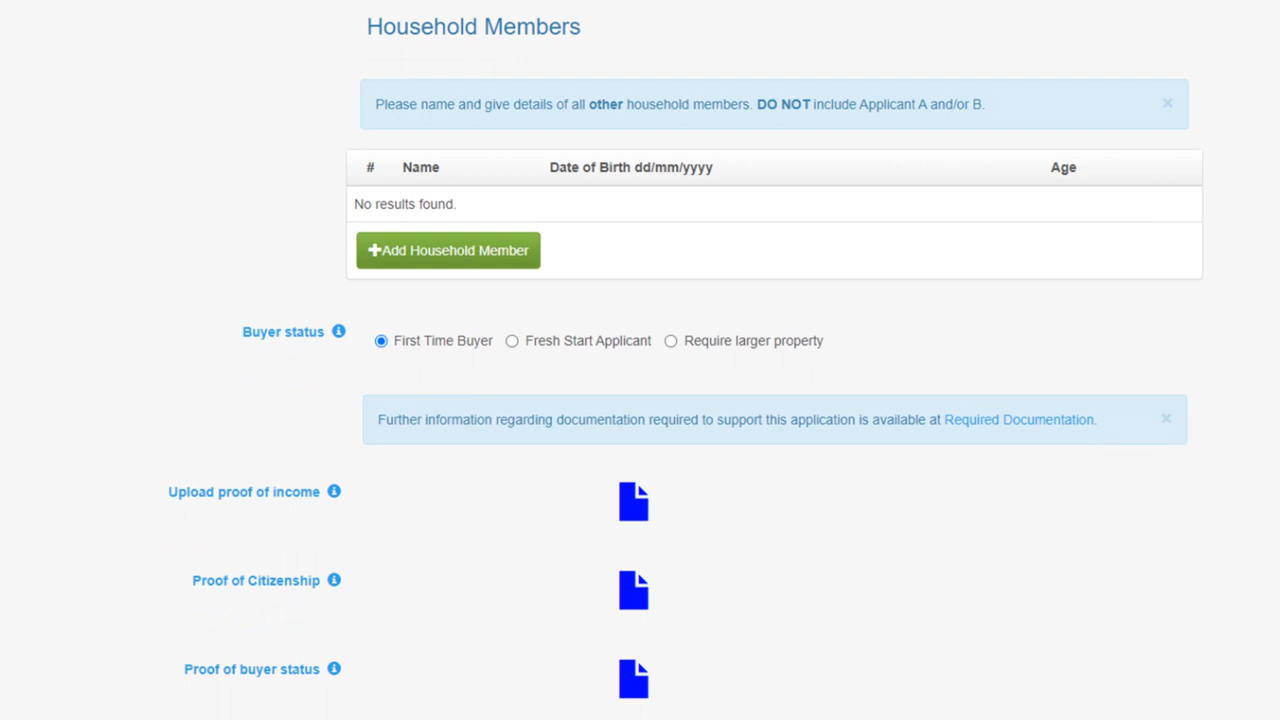 Household Members
Please name and give details of all other household members. DO NOT include Applicant A and/or B. ×
# Name Date of Birth dd/mm/yyyy Age
No results found.
+Add Household Member
Buyer status First Time Buyer Fresh Start Applicant Require larger property
Further information regarding documentation required to support this application is available at Required Documentation. ×
Upload proof of income
Proof of Citizenship
Proof of buyer status